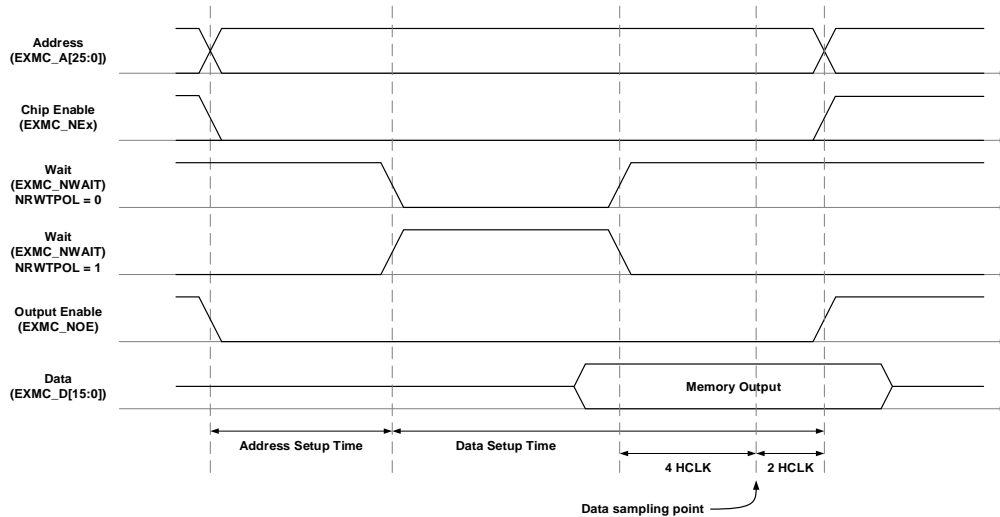 Address
(EXMC_A[25:0])
Chip Enable
(EXMC_NEx)
Wait
(EXMC_NWAIT)
NRWTPOL = 0
Wait
(EXMC_NWAIT)
NRWTPOL = 1
Output Enable
(EXMC_NOE)
Data
(EXMC_D[15:0])
Memory Output
Address Setup Time
Data Setup Time
4 HCLK
2 HCLK
Data sampling point